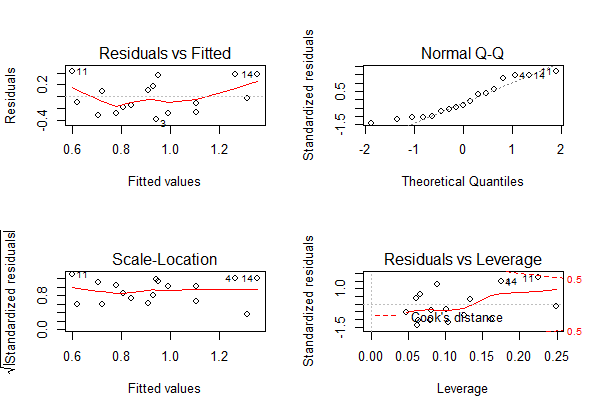 Residuals vs Fitted
Residuals
0.2
-0.4
11
14
3
0.6 0.8 1.0 1.2
Fitted values
Normal Q-Q
Standardized residuals
0.5
-1.5
4 14 11
-2 -1 0 1 2
Theoretical Quantiles
Scale-Location
√|Standardized residuals|
0.8
0.0
11
4 14
0.6 0.8 1.0 1.2
Fitted values
Residuals vs Leverage
Standardized residuals
1.0
-1.5
14
11
0.5
0.5
Cook's distance
0.00 0.05 0.10 0.15 0.20 0.25
Leverage